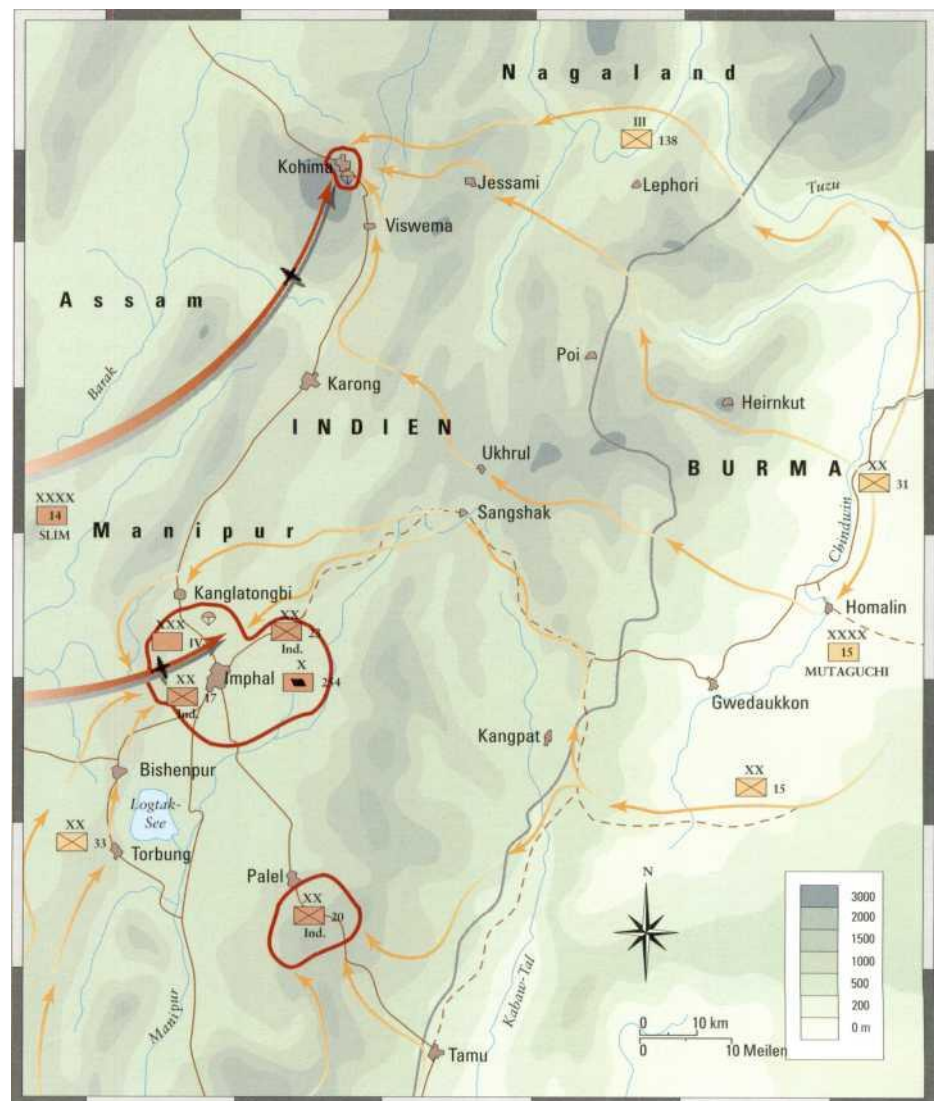 Nagaland
III
138
Kohima
Jessami
Lephori
Tuzu
Viswema
Assam
Barak
Poi
Karong
Heirnkut
INDIEN
BURMA
Ukhrul
XX
31
XXXX
14
SLIM
Sangshak
Manipur
Chindwin
Kanglatongbi
Homalin
XXX
IV
XX
23
Ind.
XXXX
15
MUTAGUCHI
X
254
Imphal
XX
17
Ind.
Gwedaukkon
Kangpat
Bishenpur
XX
15
Logtak-
See
XX
33
Torbung
Palel
N
XX
20
Ind.
3000
2000
1500
1000
500
200
0 m
Kabaw-Tal
Manipur
0 10 km
0 10 Meilen
Tamu